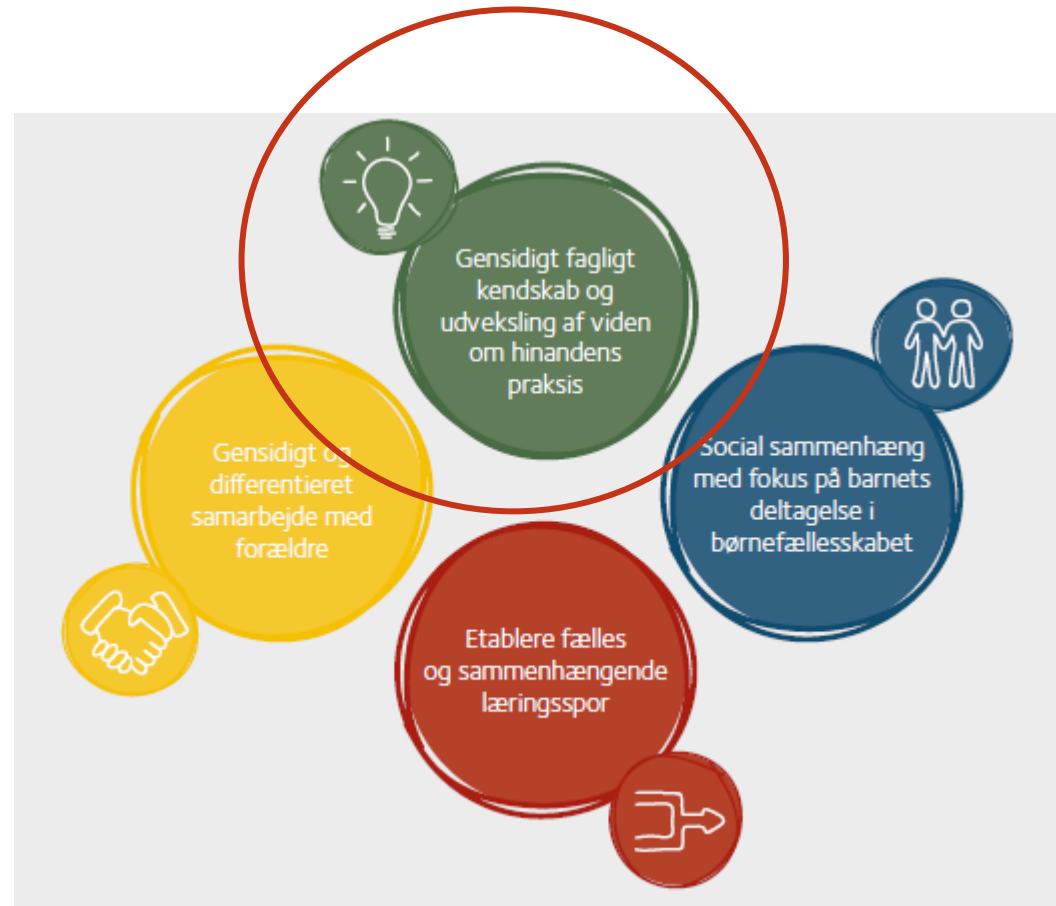 Gensidigt fagligt
kendskab og
udveksling af viden
om hinandens
praksis
Gensidigt og
differentieret
samarbejde med
forældre
Social sammenhæng
med fokus på barnets
deltagelse i
børnefællesskabet
Etablere fælles
og sammenhængende
læringsspor